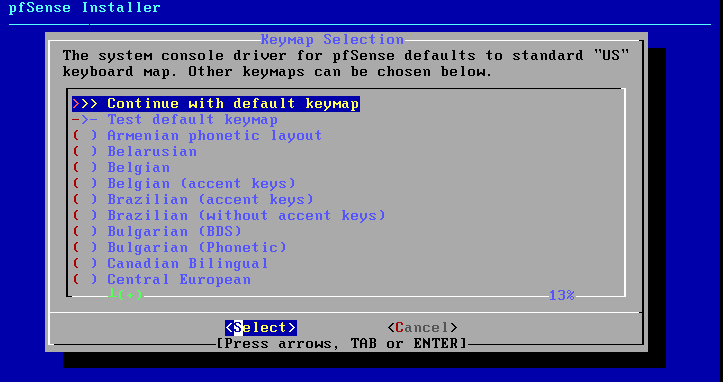 pfSense Installer
Keymap Selection
The system console driver for pfSense defaults to standard "US"
keyboard map. Other keymaps can be chosen below.
>>> Continue with default keymap
->- Test default keymap
( ) Armenian phonetic layout
( ) Belarusian
( ) Belgian
( ) Belgian (accent keys)
( ) Brazilian (accent keys)
( ) Brazilian (without accent keys)
( ) Bulgarian (BDS)
( ) Bulgarian (Phonetic)
( ) Canadian Bilingual
( ) Central European
┴(+) 13%
<Select> <Cancel>
[Press arrows, TAB or ENTER]